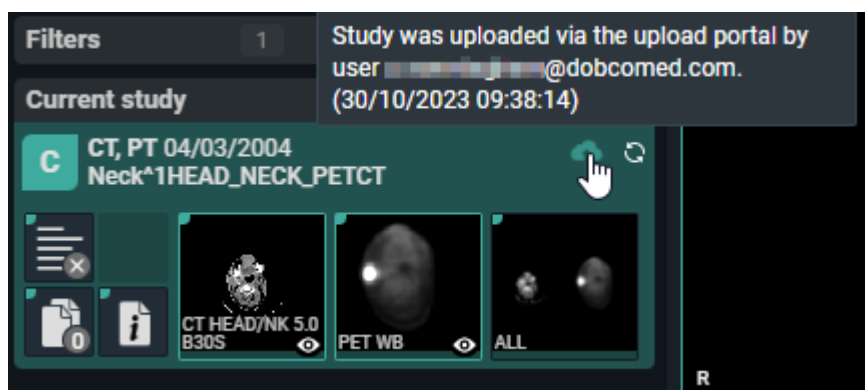 Filters 1
Study was uploaded via the upload portal by
user @dobcomed.com.
(30/10/2023 09:38:14)
Current study
C
CT, PT 04/03/2004
Neck^1HEAD_NECK_PETCT
0
i
CT HEAD/NK 5.0
B30S
PET WB
ALL
R